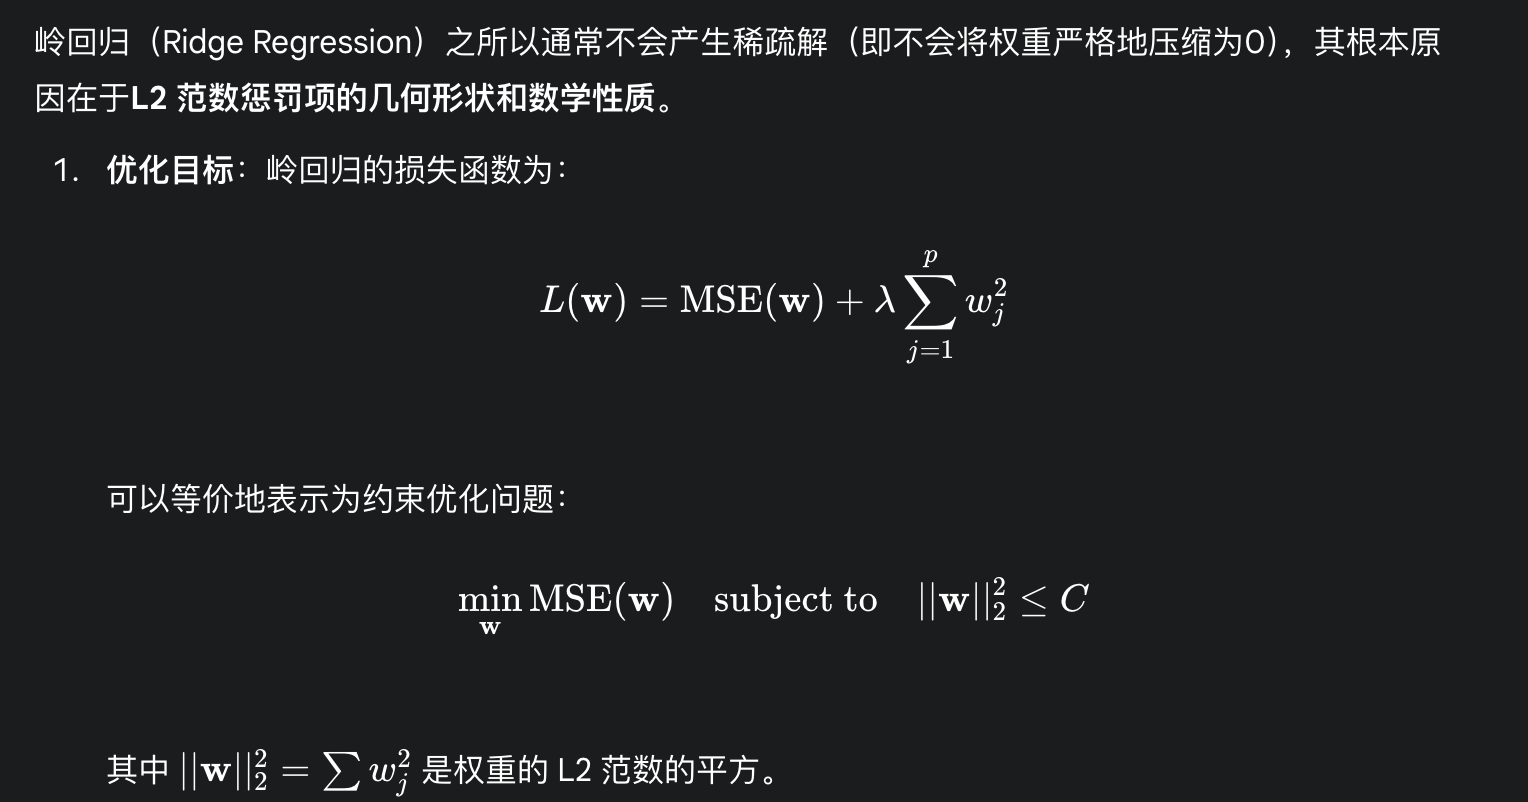 岭回归（Ridge Regression）之所以通常不会产生稀疏解（即不会将权重严格地压缩为0），其根本原
因在于L2 范数惩罚项的几何形状和数学性质。
1. 优化目标：岭回归的损失函数为：
$L(\mathbf{w}) = \text{MSE}(\mathbf{w}) + \lambda \sum_{j=1}^{p} w_j^2$
可以等价地表示为约束优化问题：
$\min_{\mathbf{w}} \text{MSE}(\mathbf{w}) \quad \text{subject to} \quad ||\mathbf{w}||_2^2 \leq C$
其中 $||\mathbf{w}||_2^2 = \sum w_j^2$ 是权重的 L2 范数的平方。